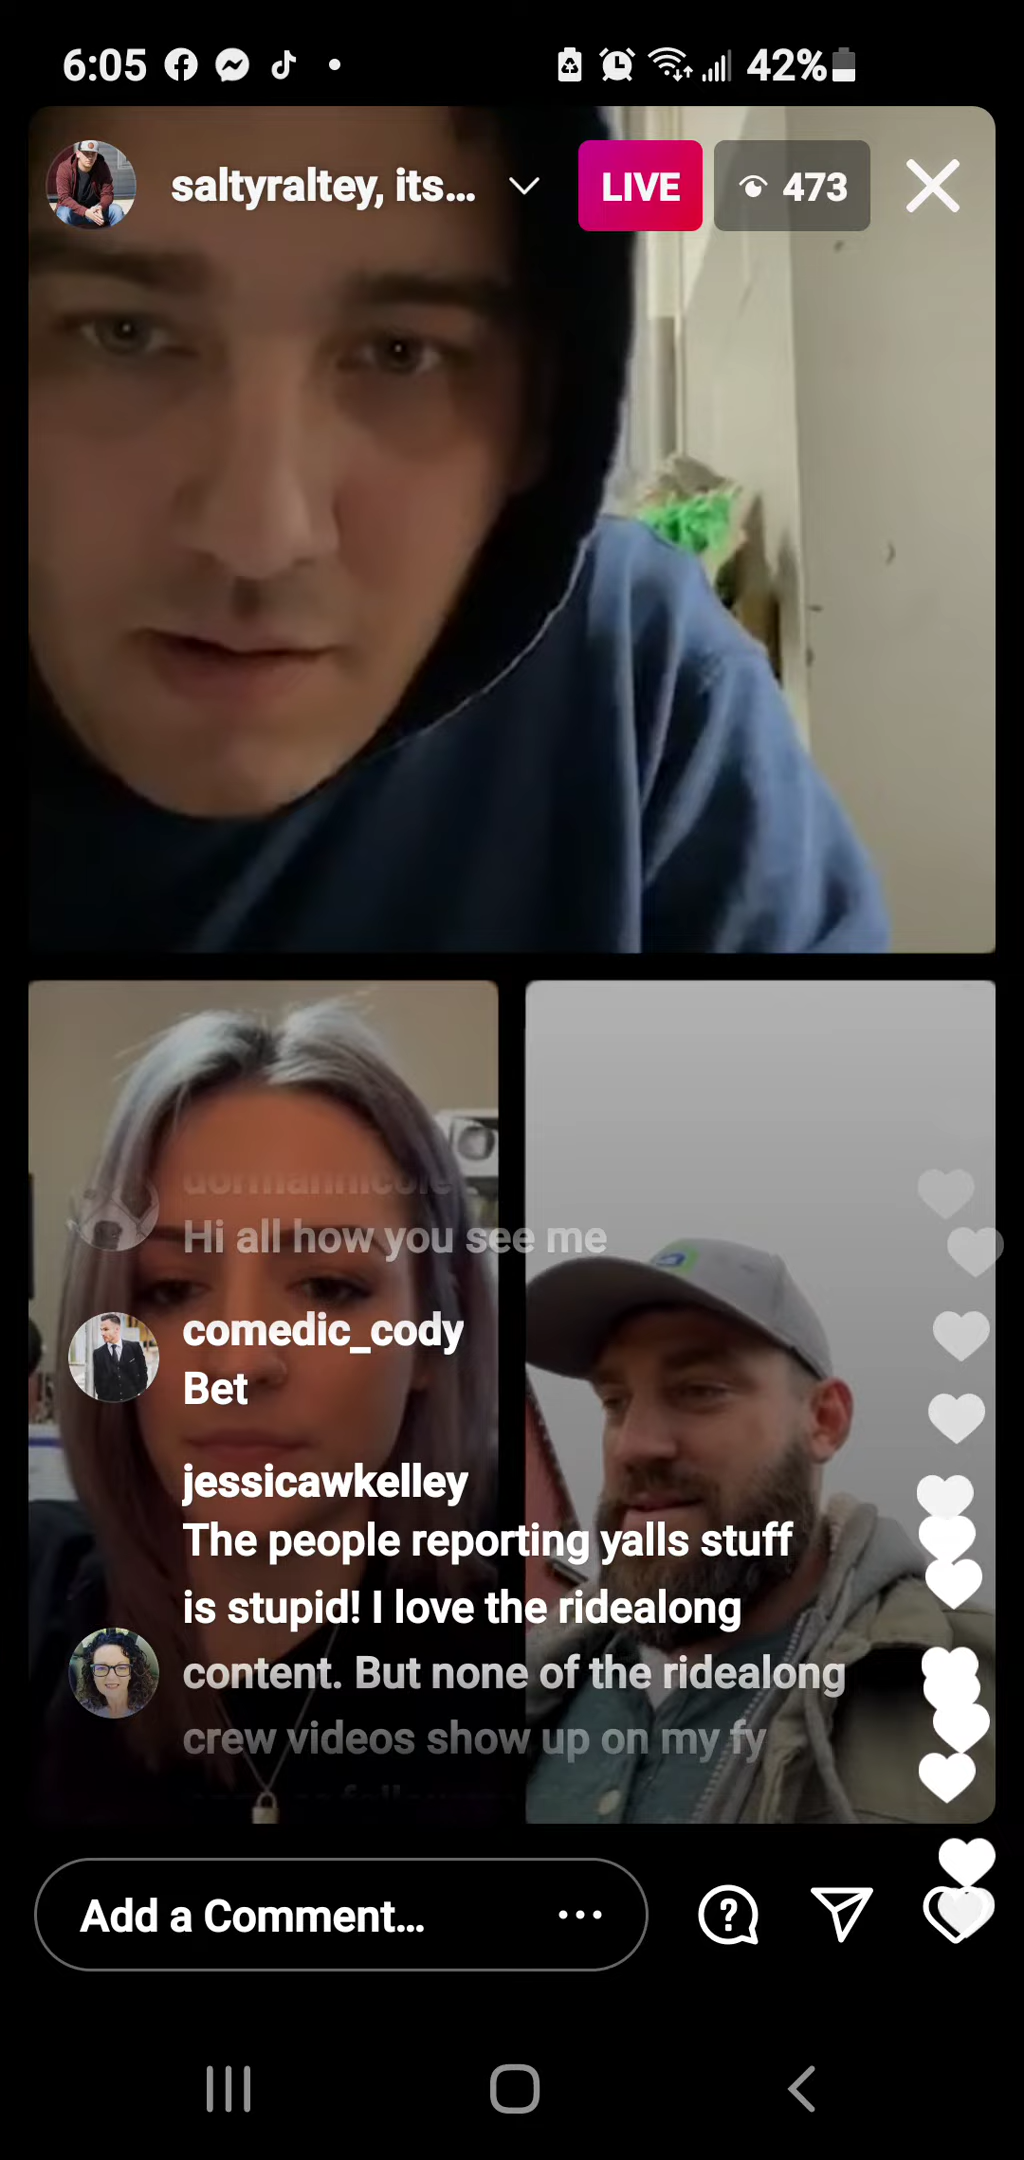 6:05
42%
saltyraltey, its...
LIVE
473
dormannicole
Hi all how you see me
comedic_cody
Bet
jessicawkelley
The people reporting yalls stuff
is stupid! I love the ridealong
content. But none of the ridealong
crew videos show up on my fy
Add a Comment...